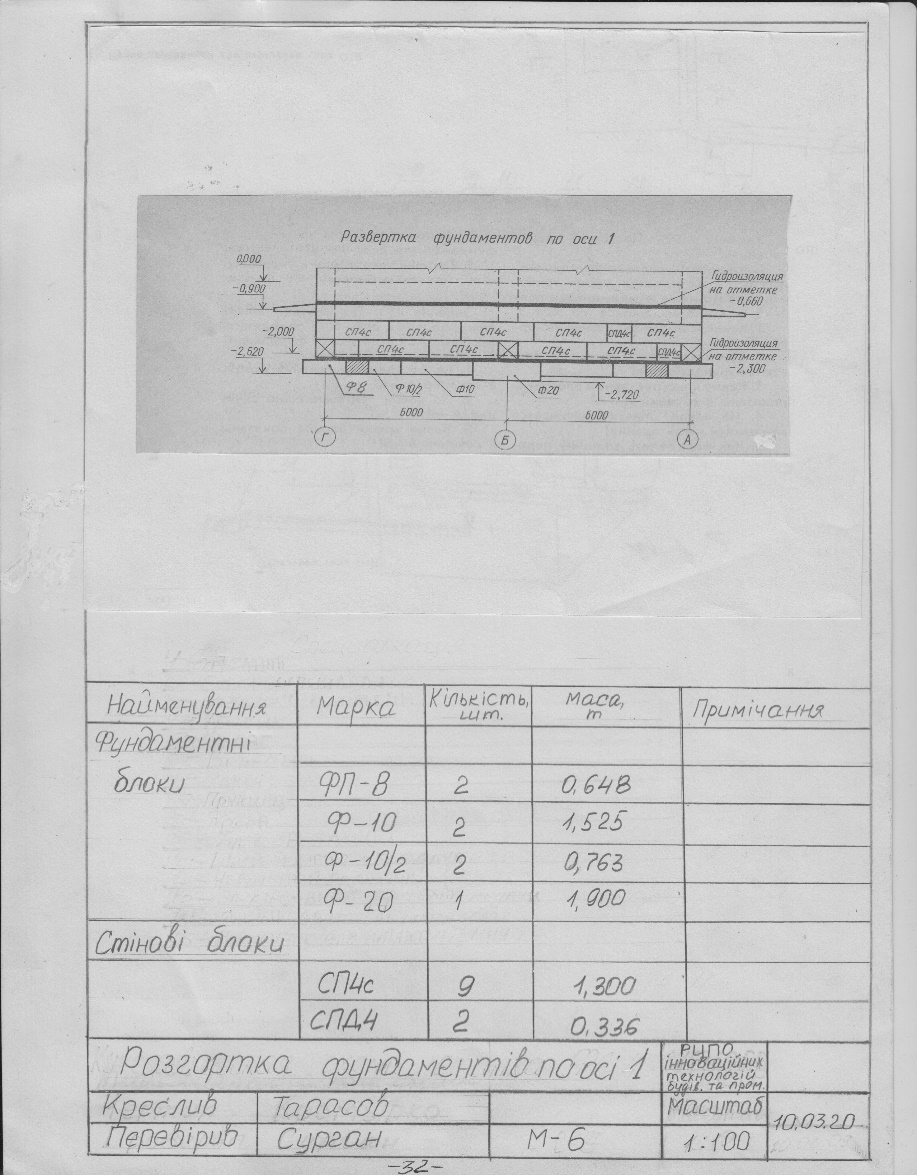 Развертка фундаментов по оси 1
0,000
-0,900
Гидроизоляция
на отметке
-0,660
СП4с СП4с СП4с СП4с СПД4с СП4с
-2,000
СП4с СП4с СП4с СП4с СПД4с
Гидроизоляция
на отметке
-2,300
-2,620
Ф8 Ф10/2 Ф10 Ф20 -2,720
6000 6000
Г Б А
Найменування Марка Кількість, шт. Маса, т Примічання
Фундаментні
блоки ФП-8 2 0,648
Ф-10 2 1,525
Ф-10/2 2 0,763
Ф-20 1 1,900
Стінові блоки
СП4с 9 1,300
СПД4 2 0.336
Розгортка фундаментів по осі 1
РЦПО
інноваційних
технологій
будів. та пром.
Креслив Тарасов Масштаб 10.03.20
Перевірив Сурган М-6 1:100
-32-